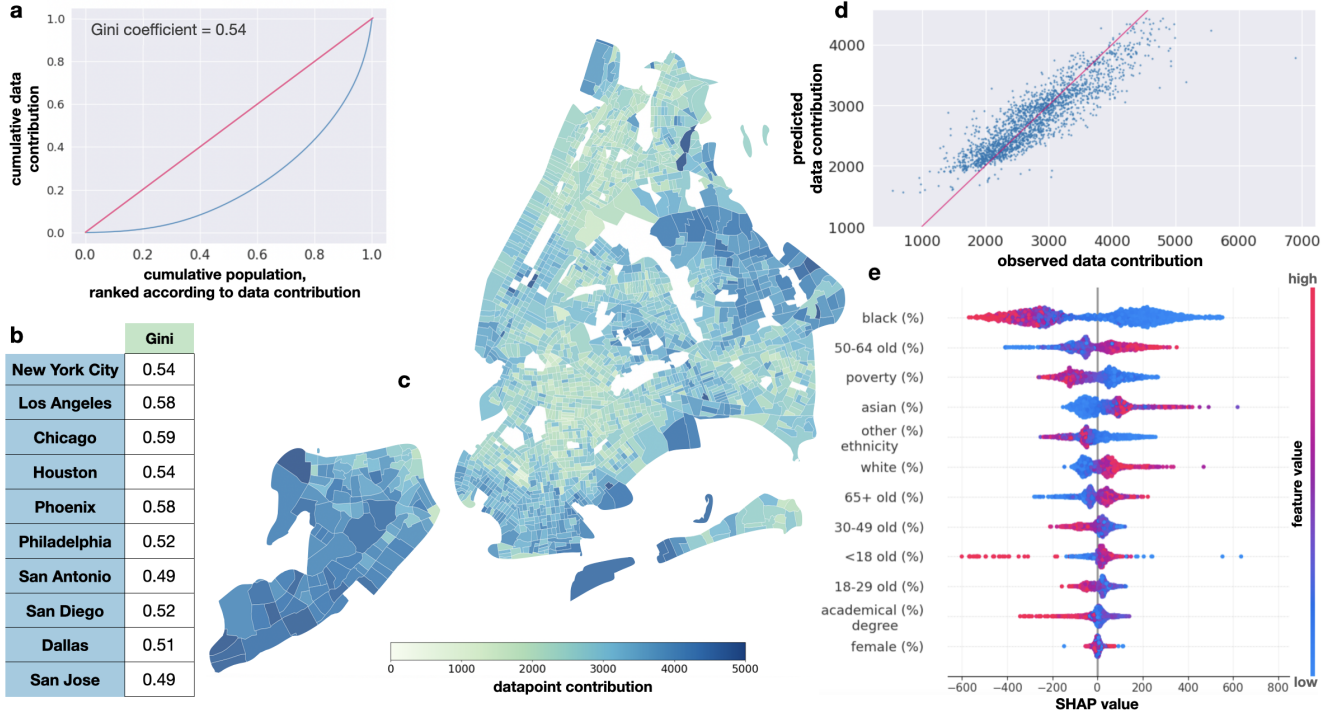 a
Gini coefficient = 0.54
1.0
0.8
0.6
0.4
0.2
0.0
0.0 0.2 0.4 0.6 0.8 1.0
cumulative data
contribution
cumulative population,
ranked according to data contribution
b
Gini
New York City 0.54
Los Angeles 0.58
Chicago 0.59
Houston 0.54
Phoenix 0.58
Philadelphia 0.52
San Antonio 0.49
San Diego 0.52
Dallas 0.51
San Jose 0.49
c
0 1000 2000 3000 4000 5000
datapoint contribution
d
4000
3000
2000
1000
predicted
data contribution
1000 2000 3000 4000 5000 6000 7000
observed data contribution
e
high
black (%)
50-64 old (%)
poverty (%)
asian (%)
other (%)
ethnicity
white (%)
65+ old (%)
30-49 old (%)
<18 old (%)
18-29 old (%)
academical (%)
degree
female (%)
feature value
low
−600 −400 −200 0 200 400 600 800
SHAP value